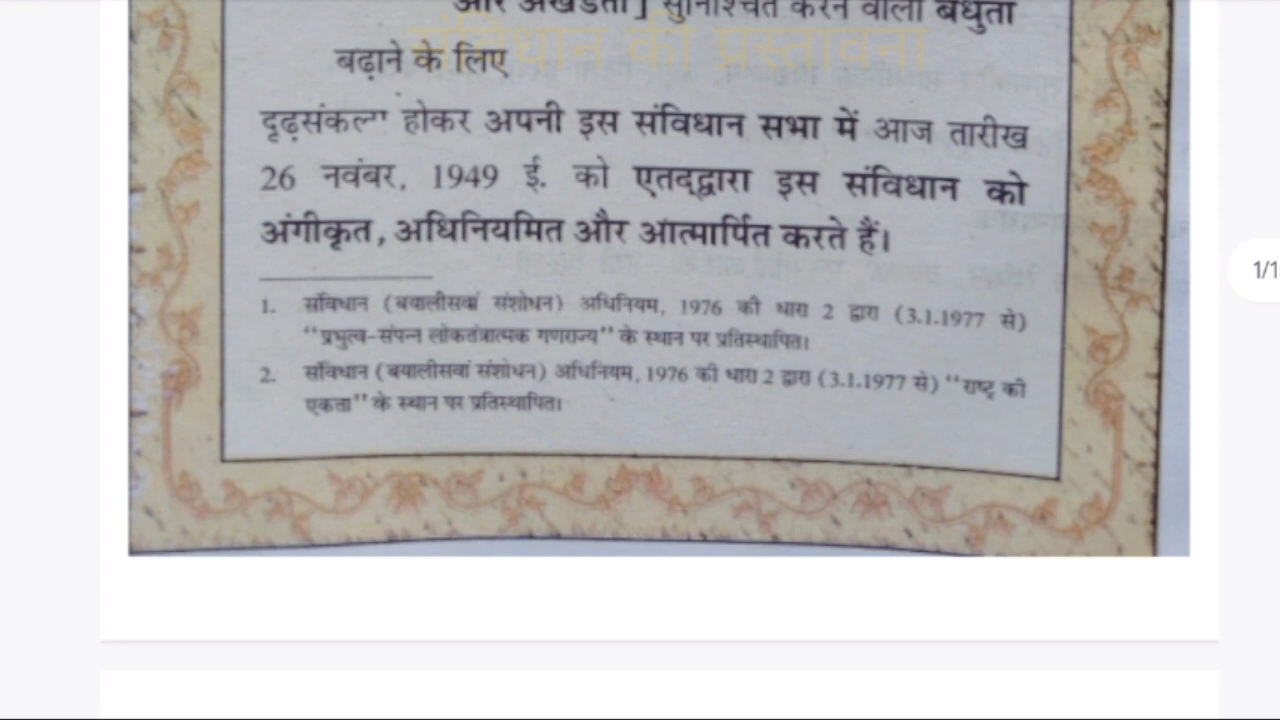 और अखंडता] सुनिश्चित करने वाली बंधुता
संविधान की प्रस्तावना
बढ़ाने के लिए
दृढ़संकल्प होकर अपनी इस संविधान सभा में आज तारीख
26 नवंबर, 1949 ई. को एतद्द्वारा इस संविधान को
अंगीकृत, अधिनियमित और आत्मार्पित करते हैं।
1. संविधान (बयालीसवां संशोधन) अधिनियम, 1976 की धारा 2 द्वारा (3.1.1977 से)
"प्रभुत्व-संपन्न लोकतंत्रात्मक गणराज्य" के स्थान पर प्रतिस्थापित।
2. संविधान (बयालीसवां संशोधन) अधिनियम, 1976 की धारा 2 द्वारा (3.1.1977 से) "राष्ट्र की
एकता" के स्थान पर प्रतिस्थापित।